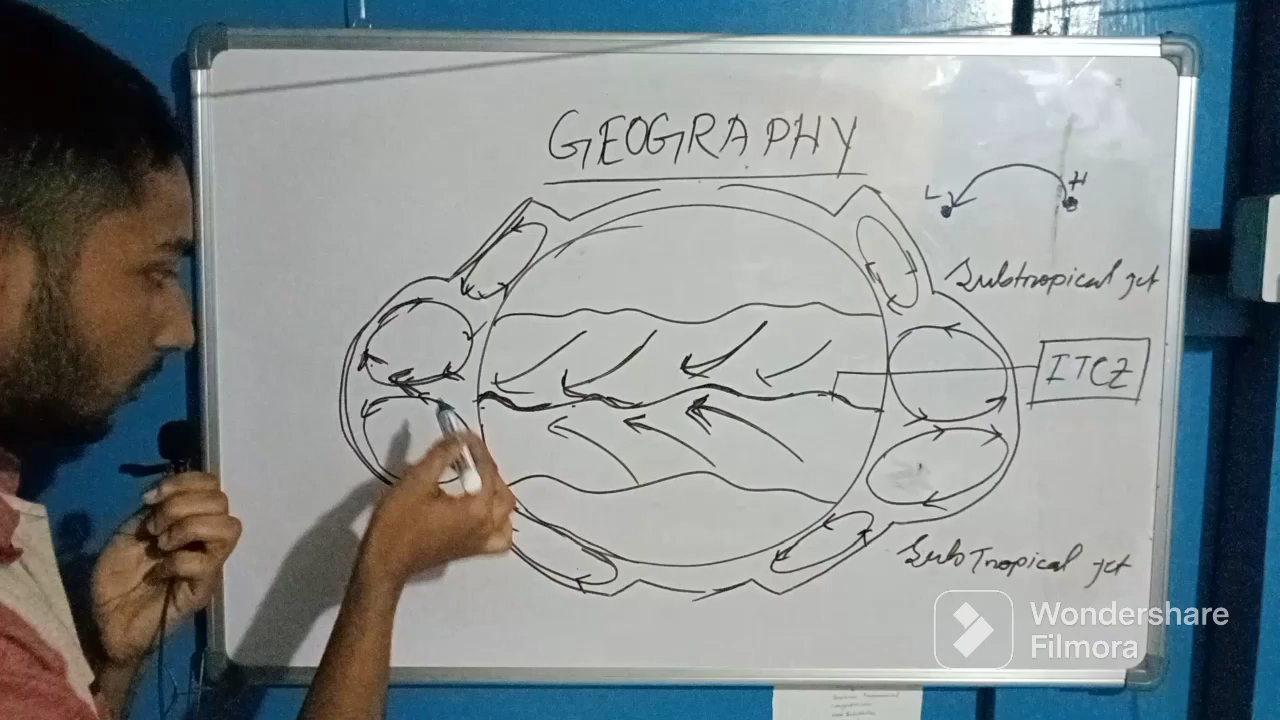 GEOGRAPHY
L H
Subtropical jet
ITCZ
SubTropical jet
Wondershare
Filmora